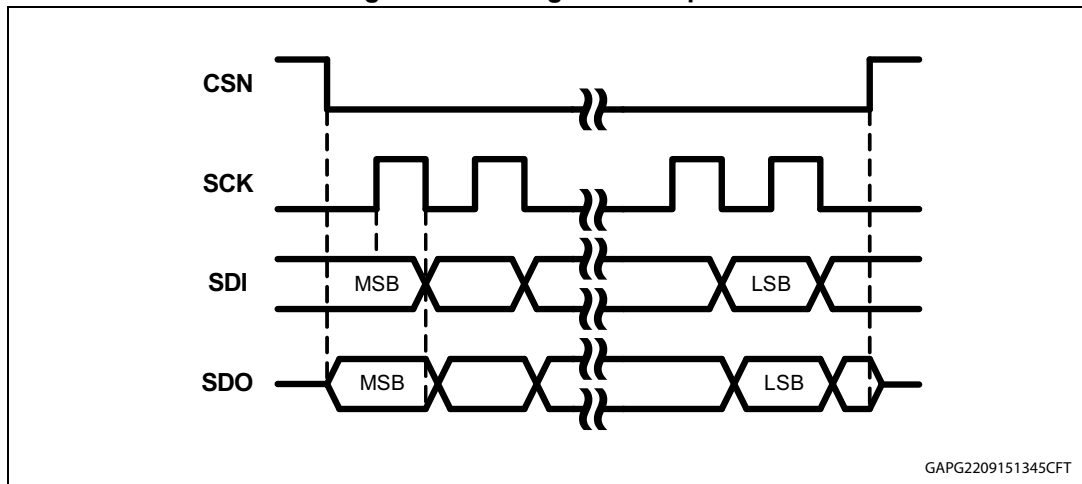 CSN
SCK
SDI MSB LSB
SDO MSB LSB
GAPG2209151345CFT